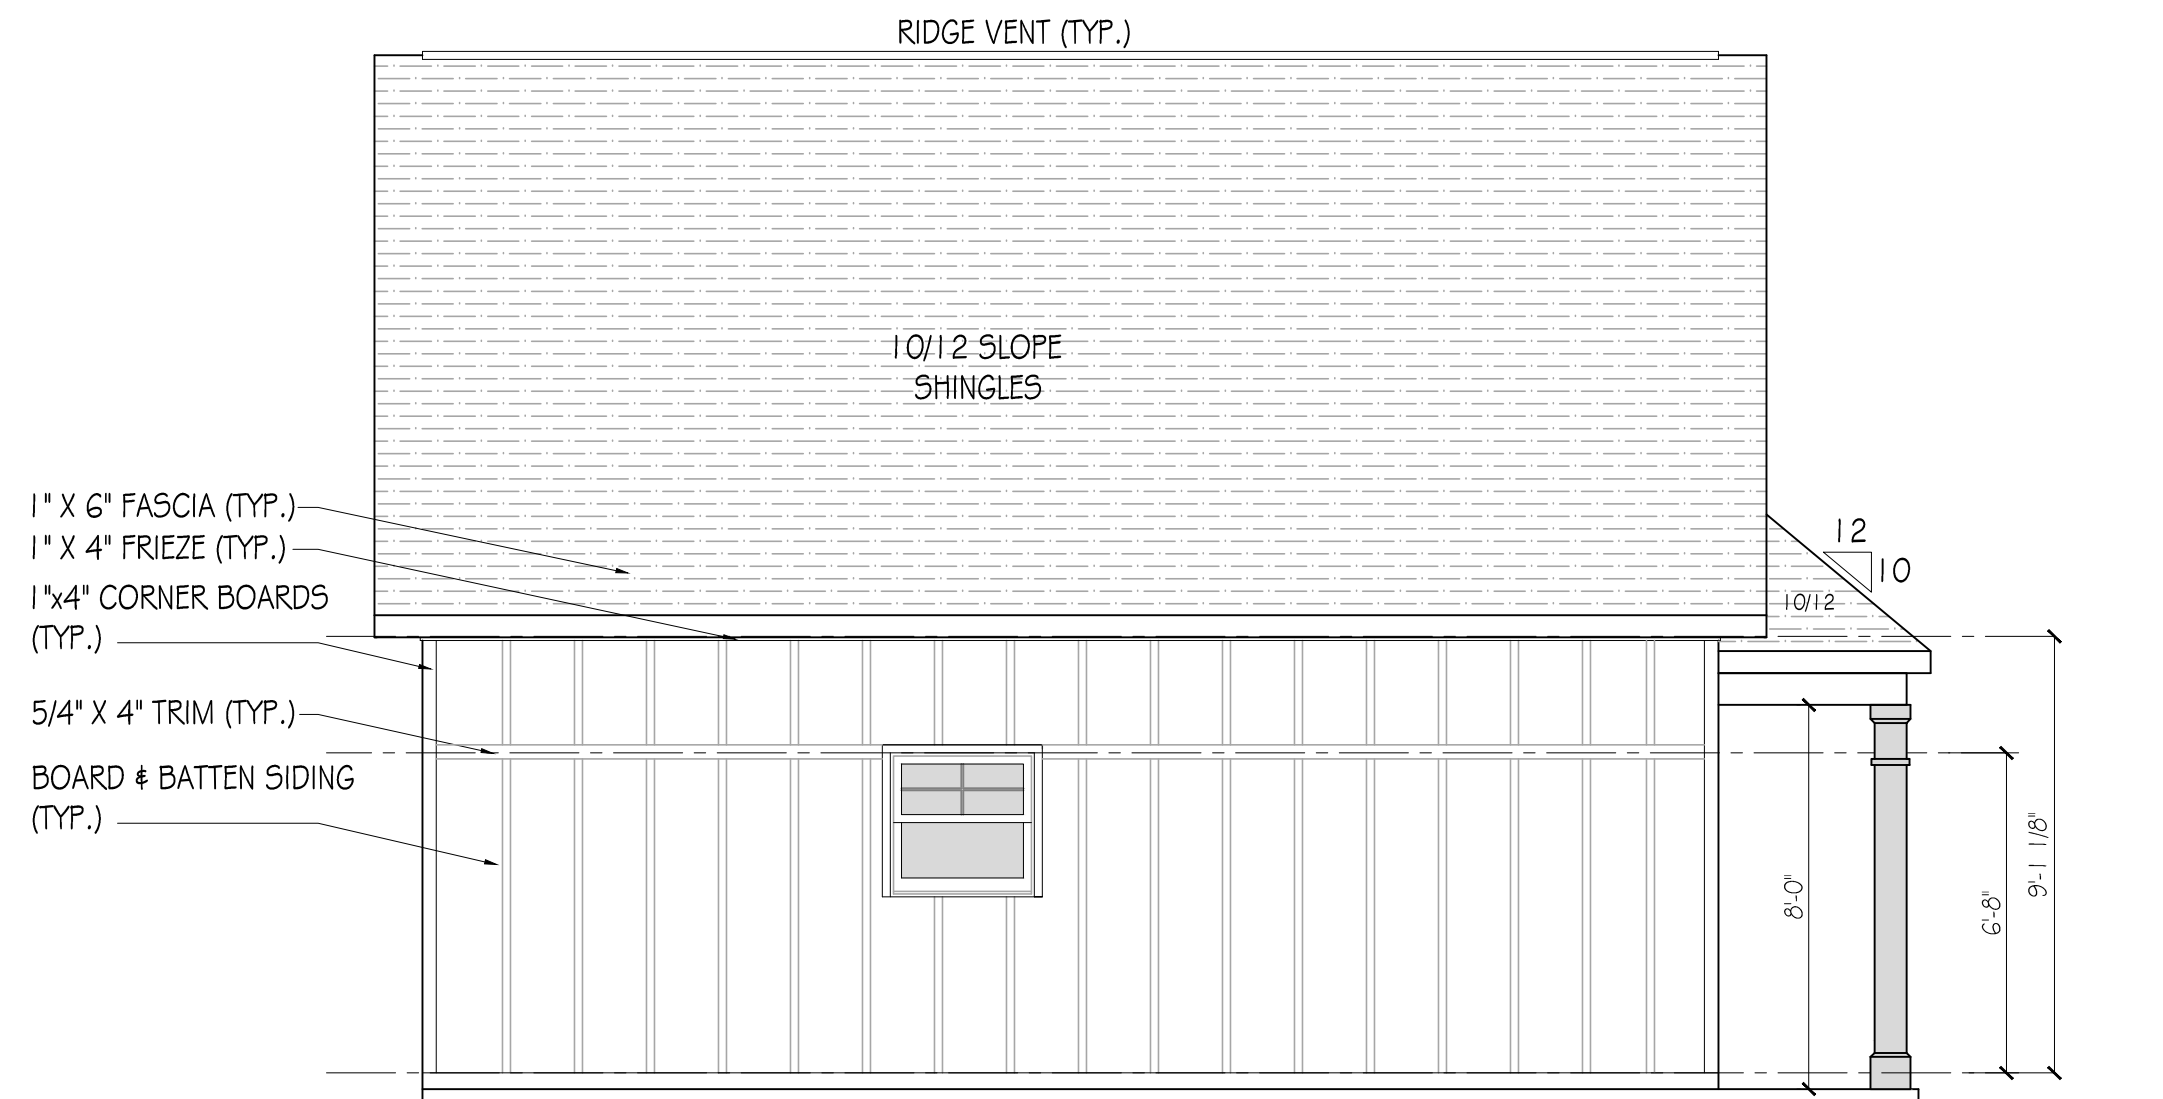 RIDGE VENT (TYP.)
10/12 SLOPE
SHINGLES
1" X 6" FASCIA (TYP.)
1" X 4" FRIEZE (TYP.)
1"x4" CORNER BOARDS
(TYP.)
5/4" X 4" TRIM (TYP.)
BOARD & BATTEN SIDING
(TYP.)
12
10
10/12
8'-0"
6'-8"
9'-1 1/8"